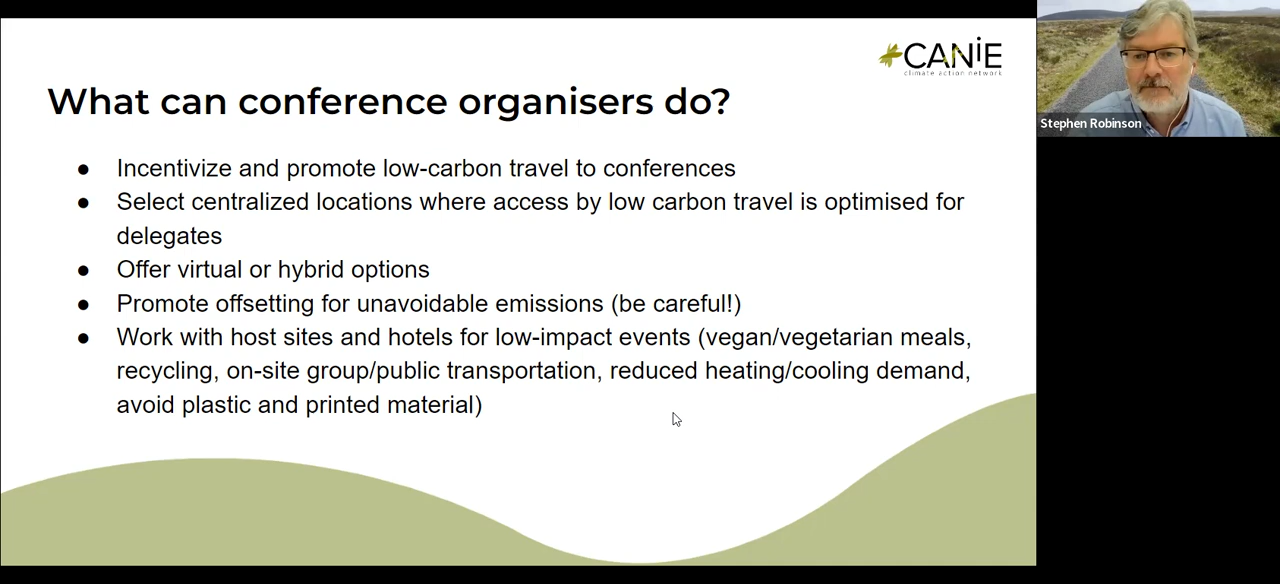 CANiE
climate action network
Stephen Robinson
What can conference organisers do?
● Incentivize and promote low-carbon travel to conferences
● Select centralized locations where access by low carbon travel is optimised for
delegates
● Offer virtual or hybrid options
● Promote offsetting for unavoidable emissions (be careful!)
● Work with host sites and hotels for low-impact events (vegan/vegetarian meals,
recycling, on-site group/public transportation, reduced heating/cooling demand,
avoid plastic and printed material)